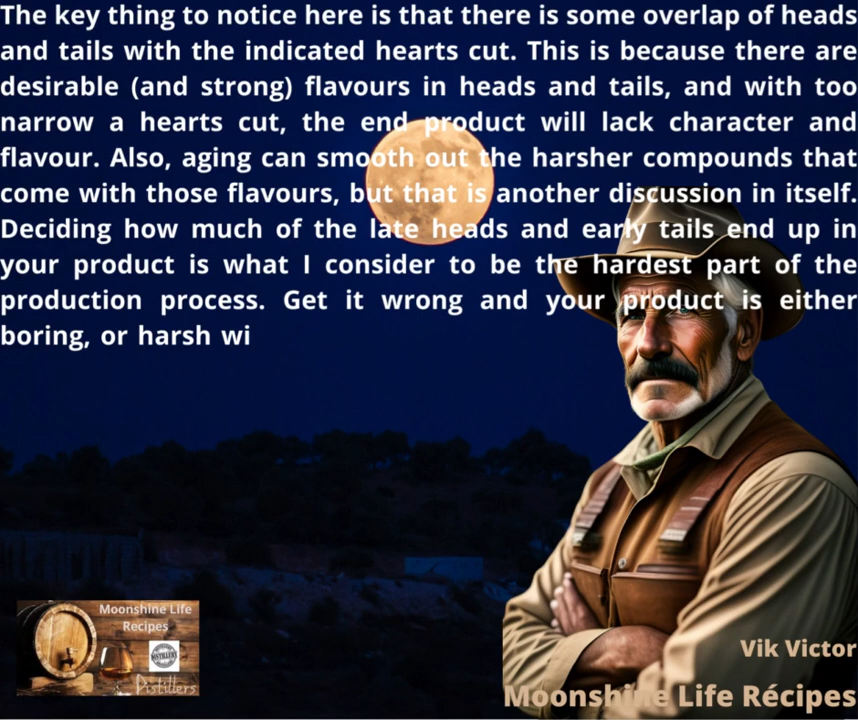 The key thing to notice here is that there is some overlap of heads
and tails with the indicated hearts cut. This is because there are
desirable (and strong) flavours in heads and tails, and with too
narrow a hearts cut, the end product will lack character and
flavour. Also, aging can smooth out the harsher compounds that
come with those flavours, but that is another discussion in itself.
Deciding how much of the late heads and early tails end up in
your product is what I consider to be the hardest part of the
production process. Get it wrong and your product is either
boring, or harsh wi
Moonshine Life
Recipes
DISTILLERS
Distillers
Vik Victor
Moonshine Life Récipes